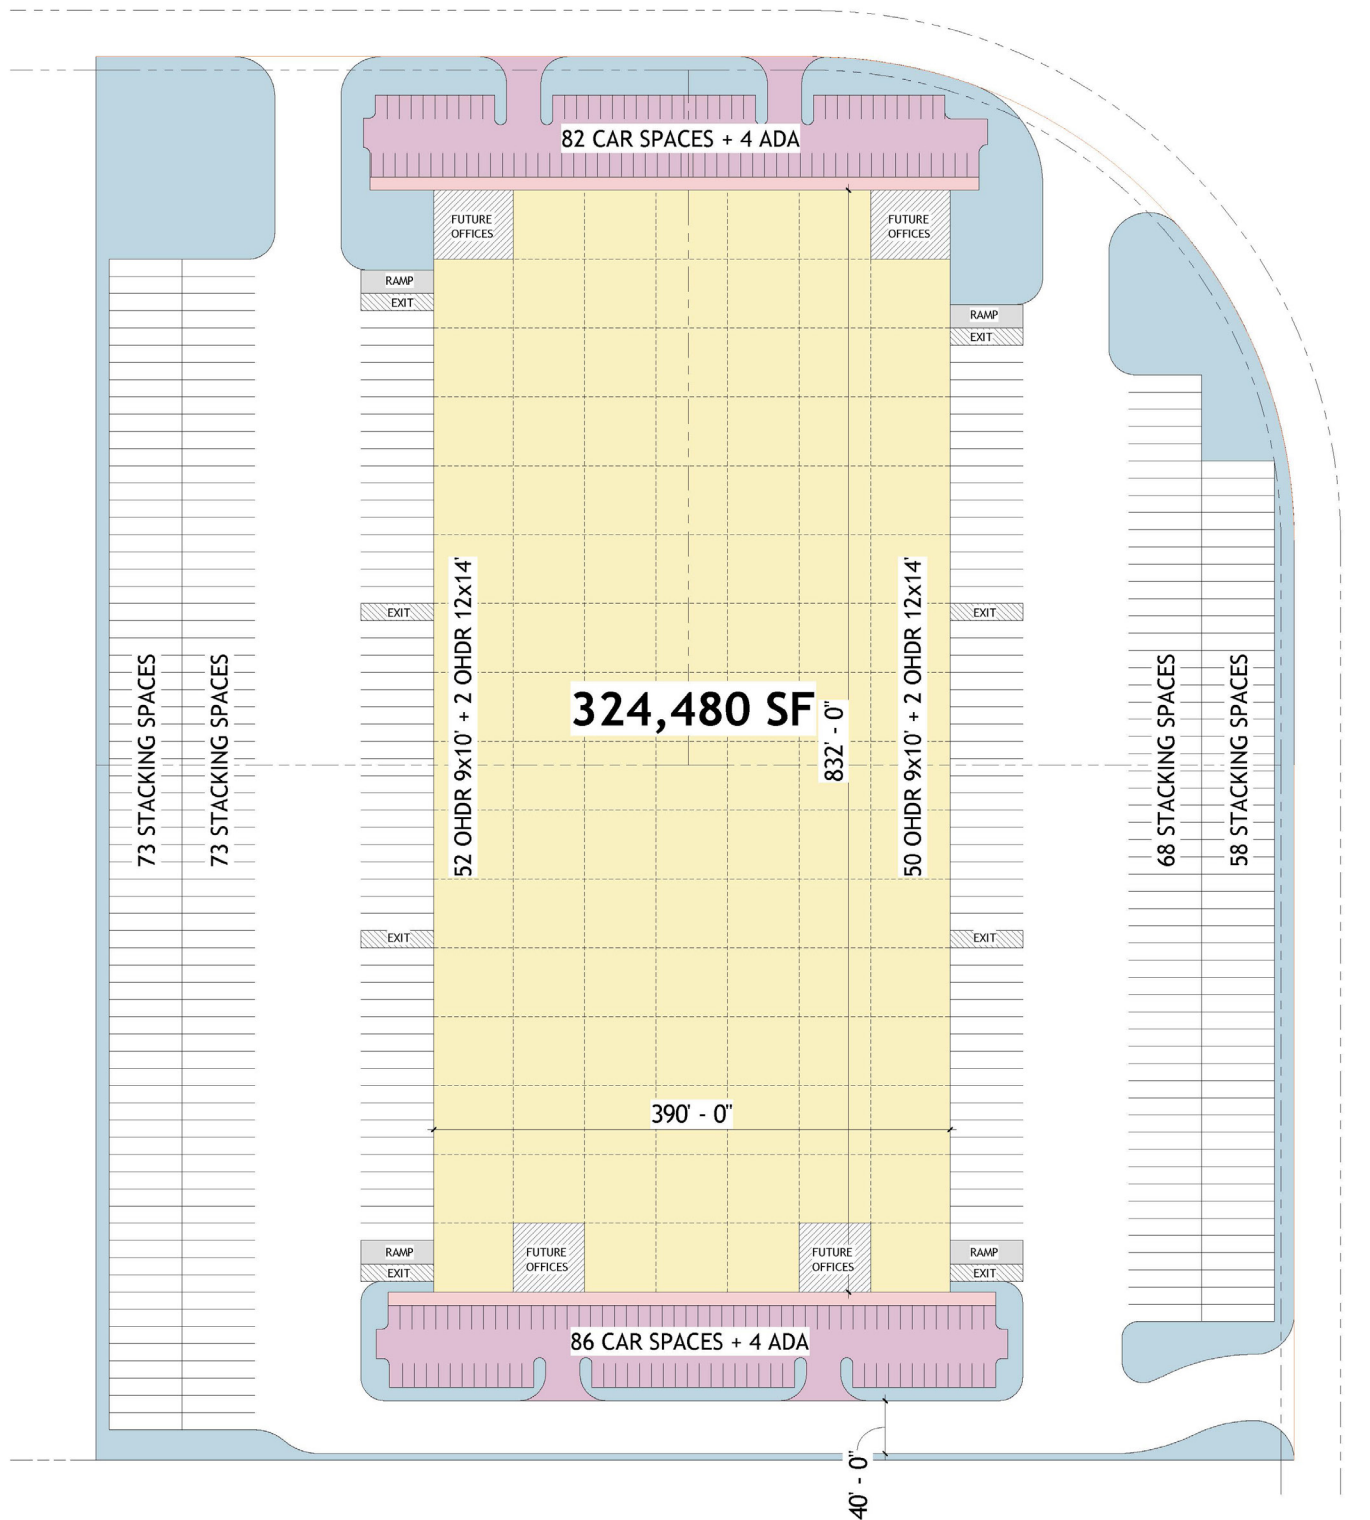 82 CAR SPACES + 4 ADA
FUTURE
OFFICES
FUTURE
OFFICES
RAMP
EXIT
RAMP
EXIT
EXIT
EXIT
73 STACKING SPACES
73 STACKING SPACES
52 OHDR 9x10' + 2 OHDR 12x14'
324,480 SF
832' - 0"
50 OHDR 9x10' + 2 OHDR 12x14'
68 STACKING SPACES
58 STACKING SPACES
EXIT
EXIT
390' - 0"
RAMP
EXIT
FUTURE
OFFICES
FUTURE
OFFICES
RAMP
EXIT
86 CAR SPACES + 4 ADA
40' - 0"